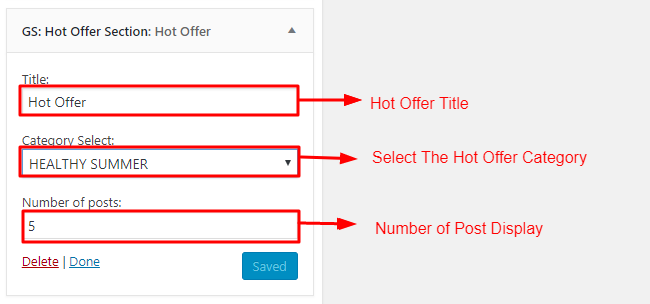 GS: Hot Offer Section: Hot Offer
Title:
Hot Offer
Hot Offer Title
Category Select:
HEALTHY SUMMER
Select The Hot Offer Category
Number of posts:
5
Number of Post Display
Delete | Done
Saved